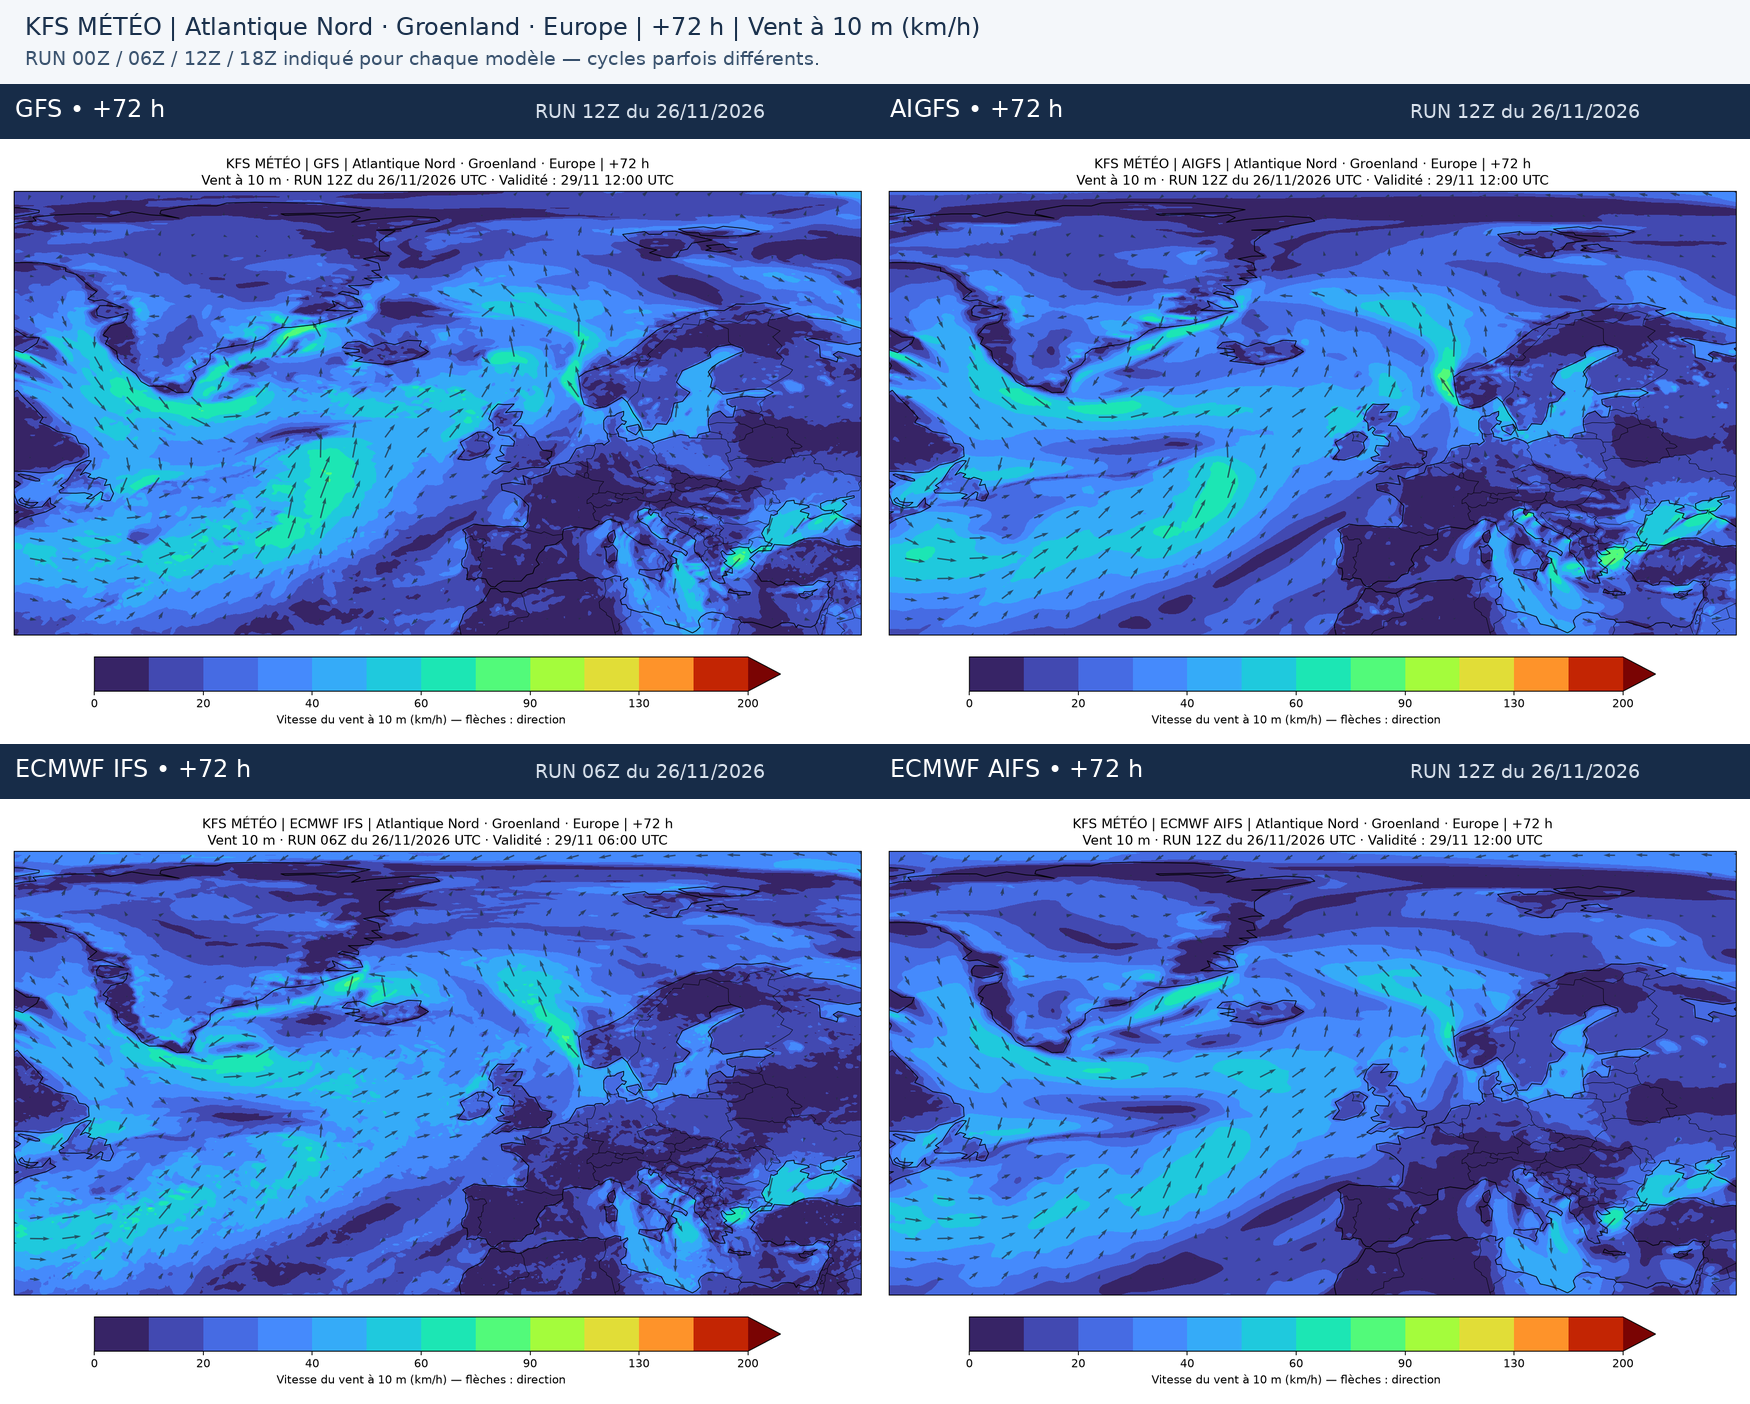 KFS MÉTÉO | Atlantique Nord · Groenland · Europe | +72 h | Vent à 10 m (km/h)
RUN 00Z / 06Z / 12Z / 18Z indiqué pour chaque modèle — cycles parfois différents.
GFS • +72 h
RUN 12Z du 26/11/2026
KFS MÉTÉO | GFS | Atlantique Nord · Groenland · Europe | +72 h
Vent à 10 m · RUN 12Z du 26/11/2026 UTC · Validité : 29/11 12:00 UTC
0 20 40 60 90 130 200
Vitesse du vent à 10 m (km/h) — flèches : direction
AIGFS • +72 h
RUN 12Z du 26/11/2026
KFS MÉTÉO | AIGFS | Atlantique Nord · Groenland · Europe | +72 h
Vent à 10 m · RUN 12Z du 26/11/2026 UTC · Validité : 29/11 12:00 UTC
0 20 40 60 90 130 200
Vitesse du vent à 10 m (km/h) — flèches : direction
ECMWF IFS • +72 h
RUN 06Z du 26/11/2026
KFS MÉTÉO | ECMWF IFS | Atlantique Nord · Groenland · Europe | +72 h
Vent 10 m · RUN 06Z du 26/11/2026 UTC · Validité : 29/11 06:00 UTC
0 20 40 60 90 130 200
Vitesse du vent à 10 m (km/h) — flèches : direction
ECMWF AIFS • +72 h
RUN 12Z du 26/11/2026
KFS MÉTÉO | ECMWF AIFS | Atlantique Nord · Groenland · Europe | +72 h
Vent 10 m · RUN 12Z du 26/11/2026 UTC · Validité : 29/11 12:00 UTC
0 20 40 60 90 130 200
Vitesse du vent à 10 m (km/h) — flèches : direction